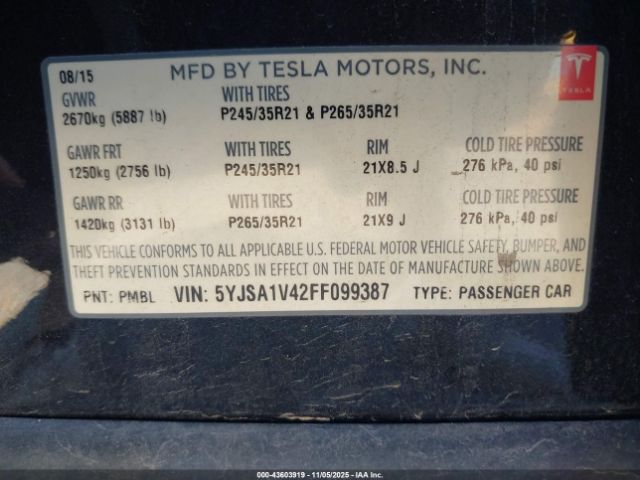 08/15 MFD BY TESLA MOTORS, INC.
TESLA
GVWR WITH TIRES
2670kg (5887 lb) P245/35R21 & P265/35R21
GAWR FRT WITH TIRES RIM COLD TIRE PRESSURE
1250kg (2756 lb) P245/35R21 21X8.5 J 276 kPa, 40 psi
GAWR RR WITH TIRES RIM COLD TIRE PRESSURE
1420kg (3131 lb) P265/35R21 21X9 J 276 kPa, 40 psi
THIS VEHICLE CONFORMS TO ALL APPLICABLE U.S. FEDERAL MOTOR VEHICLE SAFETY, BUMPER, AND
THEFT PREVENTION STANDARDS IN EFFECT ON THE DATE OF MANUFACTURE SHOWN ABOVE.
PNT: PMBL VIN: 5YJSA1V42FF099387 TYPE: PASSENGER CAR
000-43603919 - 11/05/2025 - IAA Inc.